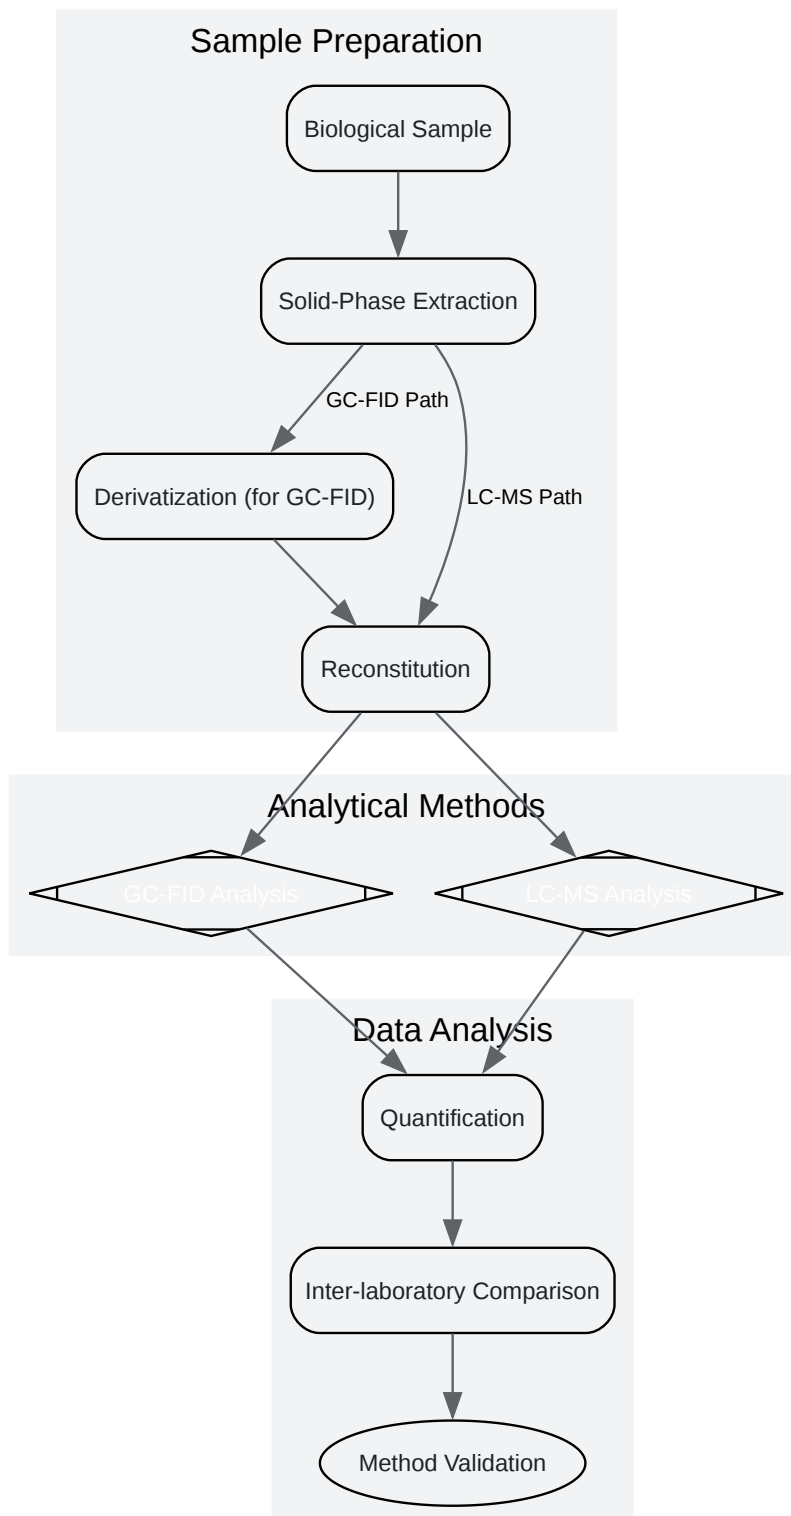 Sample Preparation
Biological Sample
Solid-Phase Extraction
GC-FID Path
Derivatization (for GC-FID)
LC-MS Path
Reconstitution
Analytical Methods
GC-FID Analysis
LC-MS Analysis
Data Analysis
Quantification
Inter-laboratory Comparison
Method Validation